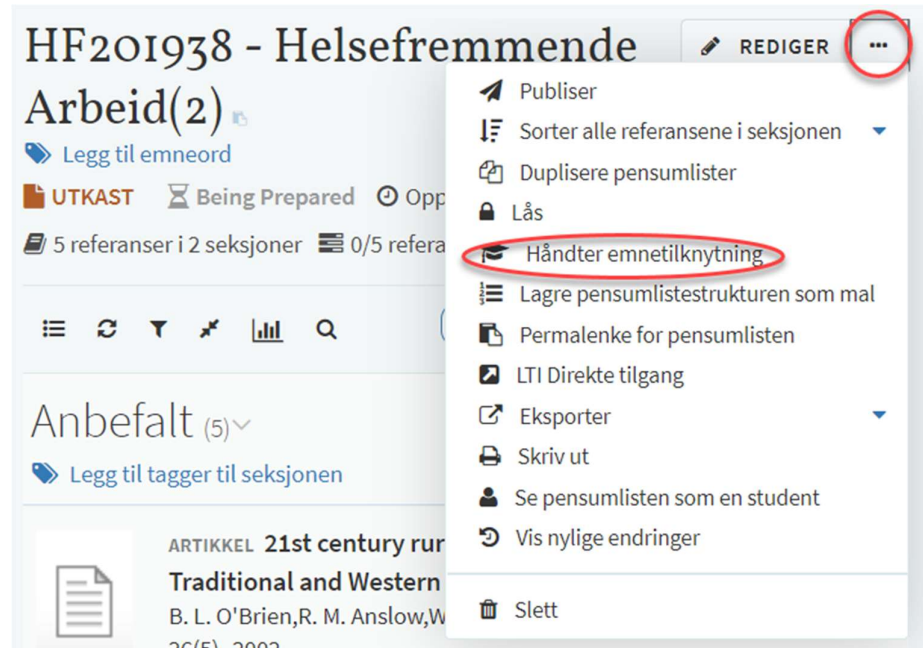 HF201938 - Helsefremmende
Arbeid(2)
REDIGER
Legg til emneord
UTKAST Being Prepared Opp
5 referanser i 2 seksjoner 0/5 refera
Anbefalt (5)
Legg til tagger til seksjonen
ARTIKKEL 21st century rur
Traditional and Western
B. L. O'Brien,R. M. Anslow,W
26(5), 2002
Publiser
Sorter alle referansene i seksjonen
Duplisere pensumlister
Lås
Håndter emnetilknytning
Lagre pensumlistestrukturen som mal
Permalenke for pensumlisten
LTI Direkte tilgang
Eksporter
Skriv ut
Se pensumlisten som en student
Vis nylige endringer
Slett